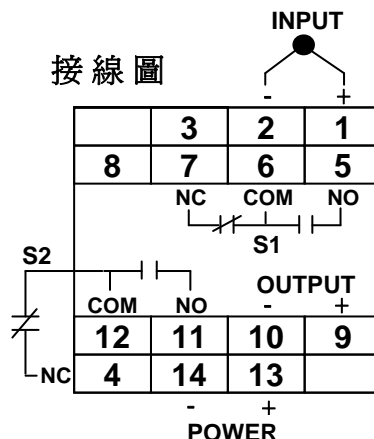 INPUT
接線圖
- +
3 2 1
8 7 6 5
NC COM NO
S1
S2
OUTPUT
COM NO - +
12 11 10 9
NC 4 14 13
- +
POWER